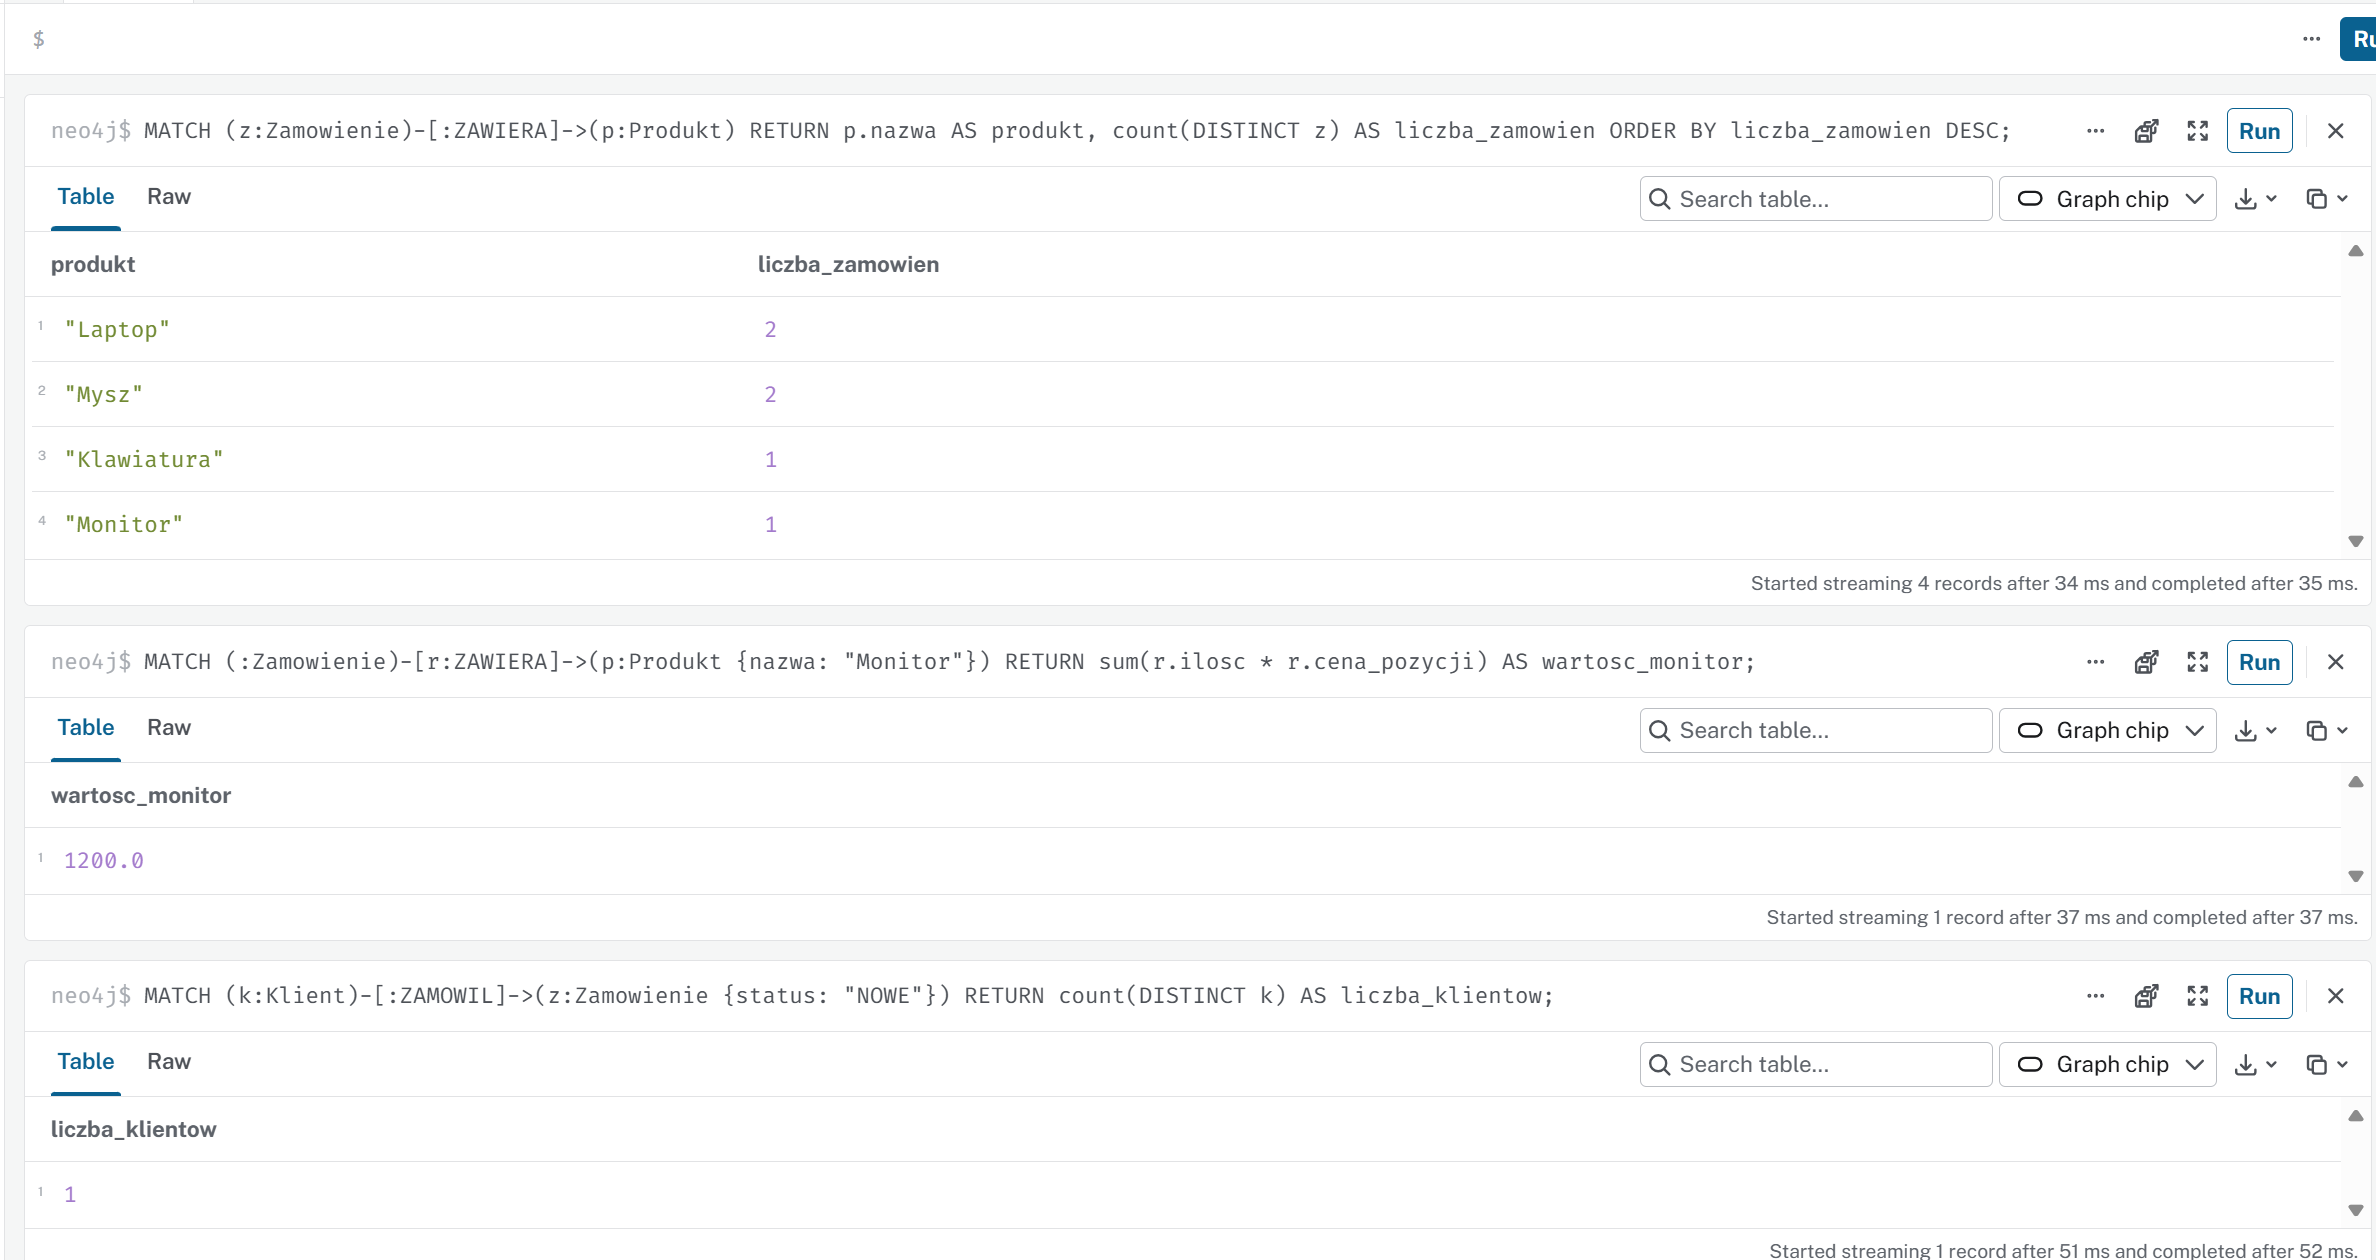 $ ... Ru
neo4j$ MATCH (z:Zamowienie)-[:ZAWIERA]->(p:Produkt) RETURN p.nazwa AS produkt, count(DISTINCT z) AS liczba_zamowien ORDER BY liczba_zamowien DESC; ... Run
Table Raw Search table... Graph chip
produkt liczba_zamowien
1 "Laptop" 2
2 "Mysz" 2
3 "Klawiatura" 1
4 "Monitor" 1
Started streaming 4 records after 34 ms and completed after 35 ms.
neo4j$ MATCH (:Zamowienie)-[r:ZAWIERA]->(p:Produkt {nazwa: "Monitor"}) RETURN sum(r.ilosc * r.cena_pozycji) AS wartosc_monitor; ... Run
Table Raw Search table... Graph chip
wartosc_monitor
1 1200.0
Started streaming 1 record after 37 ms and completed after 37 ms.
neo4j$ MATCH (k:Klient)-[:ZAMOWIL]->(z:Zamowienie {status: "NOWE"}) RETURN count(DISTINCT k) AS liczba_klientow; ... Run
Table Raw Search table... Graph chip
liczba_klientow
1 1
Started streaming 1 record after 51 ms and completed after 52 ms.